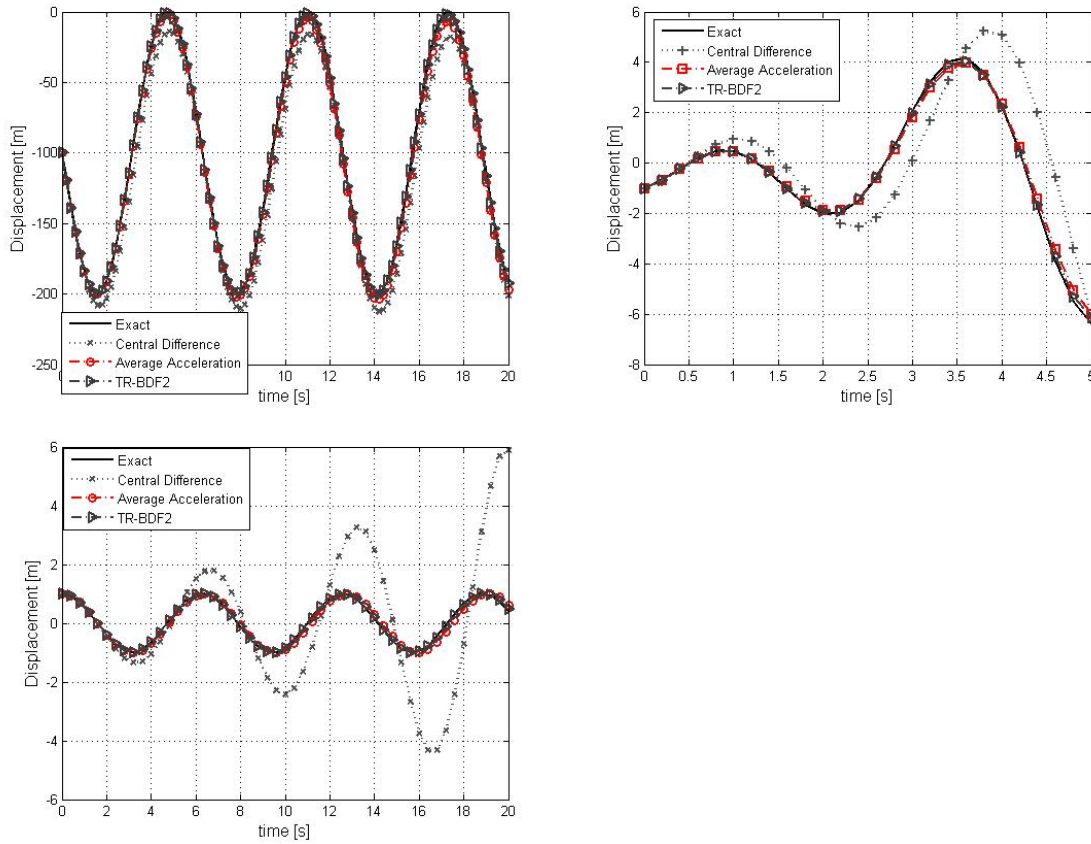 0
-50
-100
-150
-200
-250
Displacement [m]
Exact
Central Difference
Average Acceleration
TR-BDF2
10 12 14 16 18 20
time [s]
6
4
2
0
-2
-4
-6
-8
Displacement [m]
Exact
Central Difference
Average Acceleration
TR-BDF2
0 0.5 1 1.5 2 2.5 3 3.5 4 4.5 5
time [s]
6
4
2
0
-2
-4
-6
Displacement [m]
Exact
Central Difference
Average Acceleration
TR-BDF2
0 2 4 6 8 10 12 14 16 18 20
time [s]